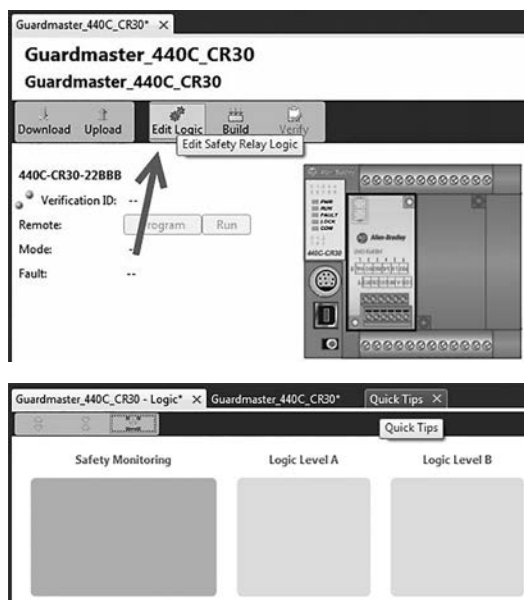 Guardmaster_440C_CR30* ×
Guardmaster_440C_CR30
Guardmaster_440C_CR30
Download Upload Edit Logic Build Verify
Edit Safety Relay Logic
440C-CR30-22BBB
Verification ID: --
Remote: Program Run
Mode:
Fault: --
Allen-Bradley
PWR
RUN
FAULT
LOCK
COM
440C-CR30
Allen-Bradley
Guardmaster_440C_CR30 - Logic* × Guardmaster_440C_CR30* Quick Tips ×
Quick Tips
Safety Monitoring Logic Level A Logic Level B